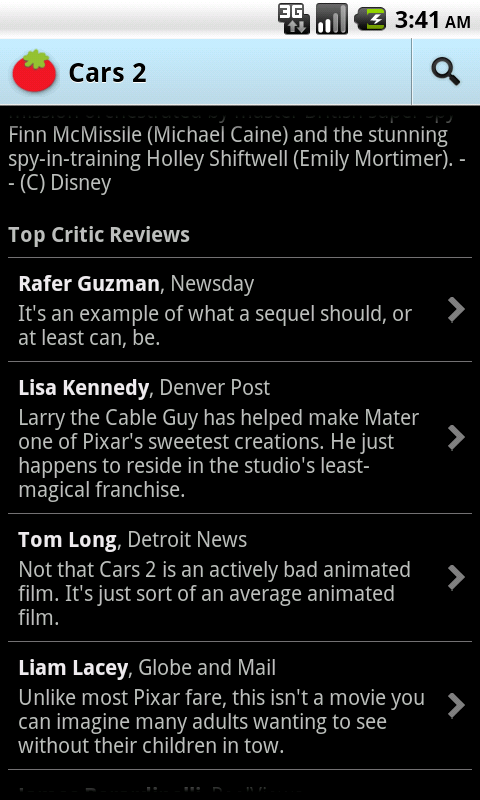 3G 3:41 AM
Cars 2
Finn McMissile (Michael Caine) and the stunning
spy-in-training Holley Shiftwell (Emily Mortimer). -
- (C) Disney
Top Critic Reviews
Rafer Guzman, Newsday
It's an example of what a sequel should, or
at least can, be.
Lisa Kennedy, Denver Post
Larry the Cable Guy has helped make Mater
one of Pixar's sweetest creations. He just
happens to reside in the studio's least-
magical franchise.
Tom Long, Detroit News
Not that Cars 2 is an actively bad animated
film. It's just sort of an average animated
film.
Liam Lacey, Globe and Mail
Unlike most Pixar fare, this isn't a movie you
can imagine many adults wanting to see
without their children in tow.